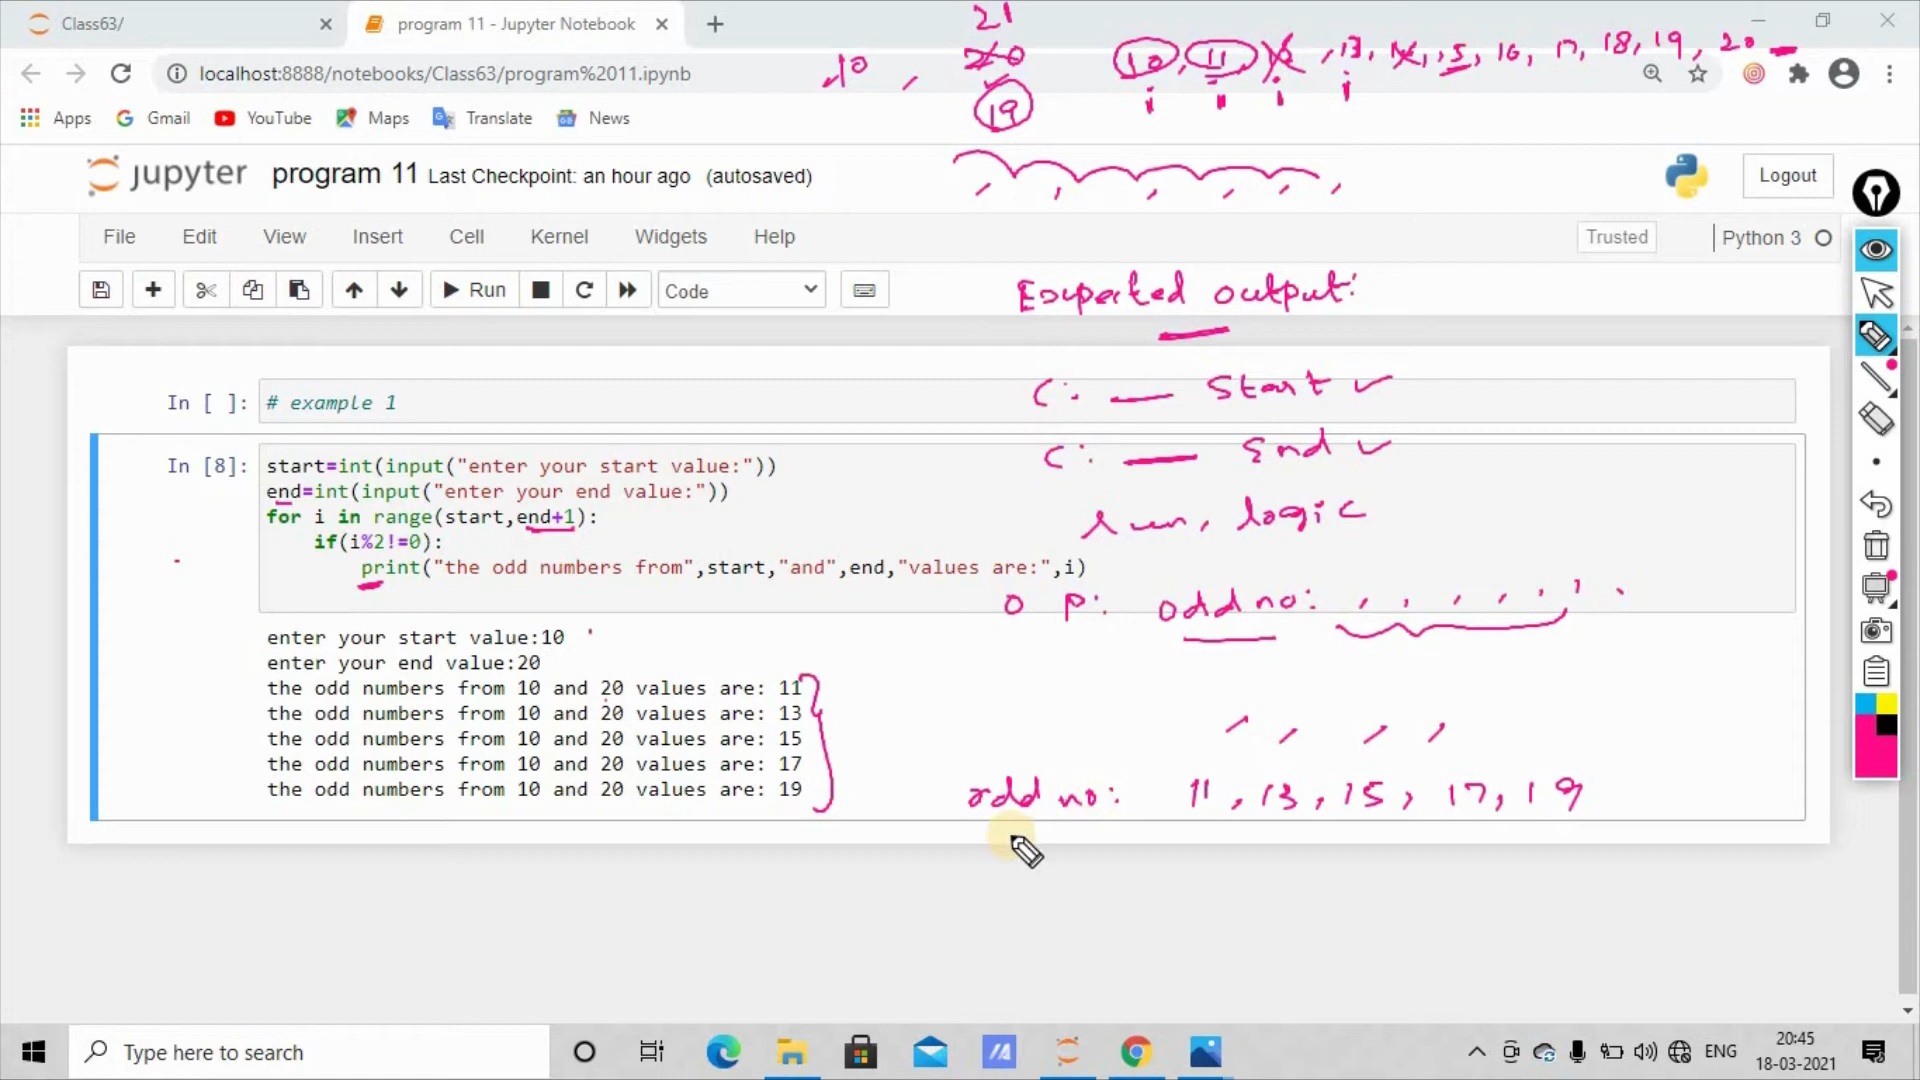 Class63/
program 11 - Jupyter Notebook
21
20
10 , 19
10, 11, 12, 13, 14, 15, 16, 17, 18, 19, 20
i ii i i
localhost:8888/notebooks/Class63/program%2011.ipynb
Apps Gmail YouTube Maps Translate News
jupyter program 11 Last Checkpoint: an hour ago (autosaved) Logout
File Edit View Insert Cell Kernel Widgets Help Trusted Python 3
Run Code
Expected output:
In [ ]: # example 1
C: — Start ✓
In [8]: start=int(input("enter your start value:"))
C: — End ✓
end=int(input("enter your end value:"))
for i in range(start,end+1):
run, logic
if(i%2!=0):
print("the odd numbers from",start,"and",end,"values are:",i)
O P: odd no: , , , , , ,
enter your start value:10
enter your end value:20
the odd numbers from 10 and 20 values are: 11
the odd numbers from 10 and 20 values are: 13
the odd numbers from 10 and 20 values are: 15
the odd numbers from 10 and 20 values are: 17
the odd numbers from 10 and 20 values are: 19
odd no: 11, 13, 15, 17, 19
Type here to search
ENG
20:45
18-03-2021